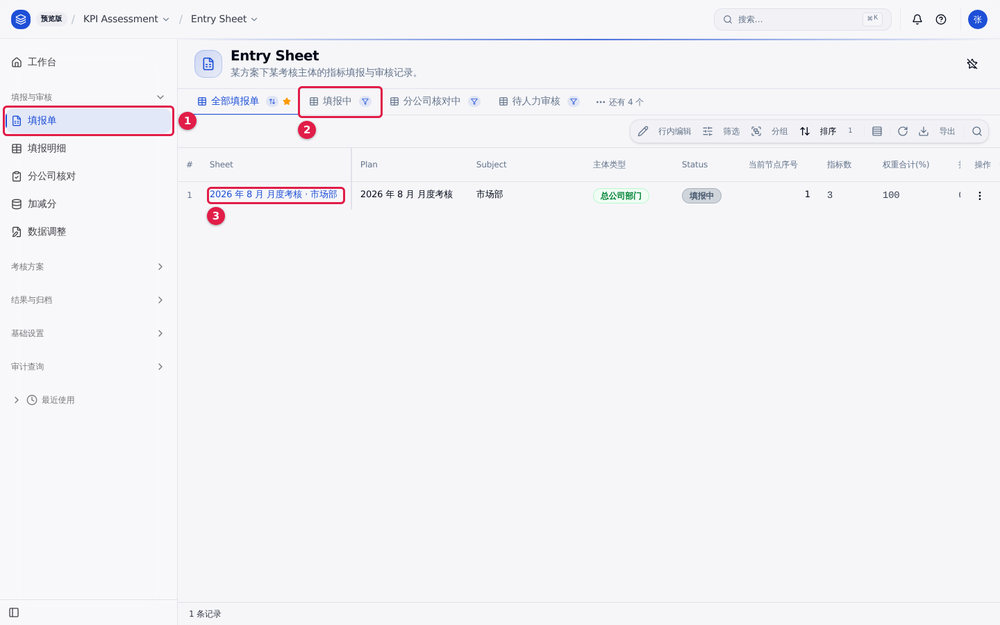 预览版 / KPI Assessment / Entry Sheet
搜索... ⌘K
张
工作台
填报与审核
填报单
填报明细
分公司核对
加减分
数据调整
考核方案
结果与归档
基础设置
审计查询
最近使用
1
Entry Sheet
某方案下某考核主体的指标填报与审核记录。
全部填报单 填报中 分公司核对中 待人力审核 还有 4 个
2
行内编辑 筛选 分组 排序 1 导出
# Sheet Plan Subject 主体类型 Status 当前节点序号 指标数 权重合计(%) 操作
1 2026 年 8 月 月度考核 · 市场部 2026 年 8 月 月度考核 市场部 总公司部门 填报中 1 3 100
3
1 条记录